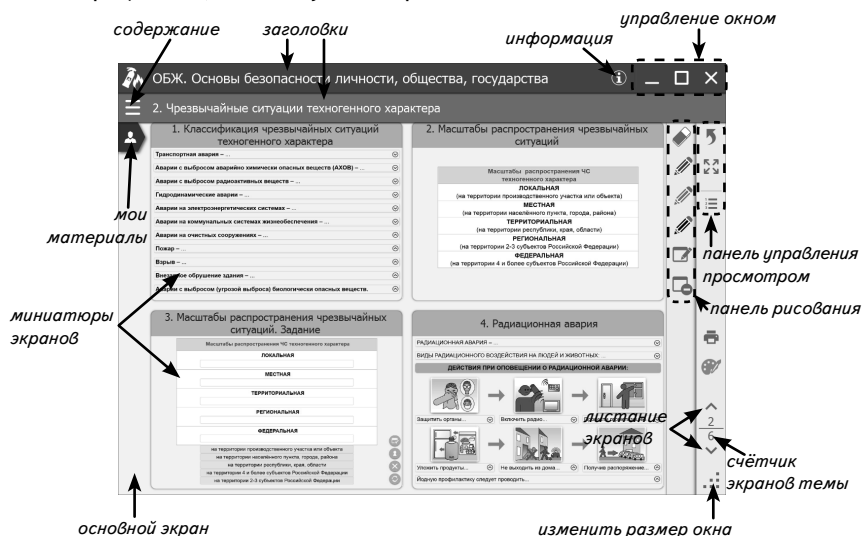 управление окном
содержание
заголовки
информация
ОБЖ. Основы безопасности личности, общества, государства
2. Чрезвычайные ситуации техногенного характера
1. Классификация чрезвычайных ситуаций
техногенного характера
Транспортная авария – ...
Аварии с выбросом аварийно химически опасных веществ (АХОВ) – ...
Аварии с выбросом радиоактивных веществ – ...
Гидродинамические аварии – ...
Аварии на электроэнергетических системах – ...
Аварии на коммунальных системах жизнеобеспечения – ...
Аварии на очистных сооружениях – ...
Пожар – ...
Взрыв – ...
Внезапное обрушение здания – ...
Аварии с выбросом (угрозой выброса) биологически опасных веществ.
2. Масштабы распространения чрезвычайных
ситуаций
Масштабы распространения ЧС
техногенного характера
ЛОКАЛЬНАЯ
(на территории производственного участка или объекта)
МЕСТНАЯ
(на территории населённого пункта, города, района)
ТЕРРИТОРИАЛЬНАЯ
(на территории республики, края, области)
РЕГИОНАЛЬНАЯ
(на территории 2-3 субъектов Российской Федерации)
ФЕДЕРАЛЬНАЯ
(на территории 4 и более субъектов Российской Федерации)
мои
материалы
панель управления
просмотром
панель рисования
миниатюры
экранов
3. Масштабы распространения чрезвычайных
ситуаций. Задание
Масштабы распространения ЧС техногенного характера
ЛОКАЛЬНАЯ
МЕСТНАЯ
ТЕРРИТОРИАЛЬНАЯ
РЕГИОНАЛЬНАЯ
ФЕДЕРАЛЬНАЯ
на территории производственного участка или объекта
на территории населённого пункта, города, района
на территории республики, края, области
на территории 4 и более субъектов Российской Федерации
на территории 2-3 субъектов Российской Федерации
4. Радиационная авария
РАДИАЦИОННАЯ АВАРИЯ – ...
ВИДЫ РАДИАЦИОННОГО ВОЗДЕЙСТВИЯ НА ЛЮДЕЙ И ЖИВОТНЫХ: ...
ДЕЙСТВИЯ ПРИ ОПОВЕЩЕНИИ О РАДИАЦИОННОЙ АВАРИИ:
Защитить органы...
Включить радио...
Уложить продукты...
Не выходить из дома...
Получив распоряжение...
Йодную профилактику следует проводить...
листание
экранов
2
6
счётчик
экранов темы
основной экран
изменить размер окна